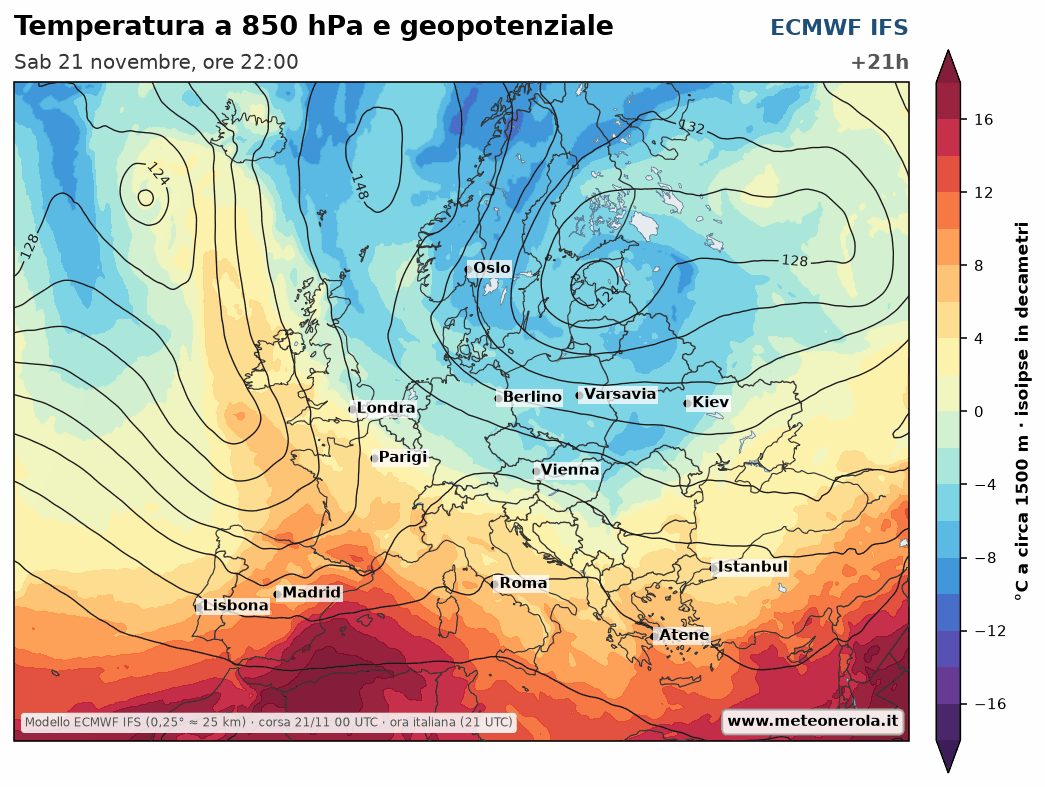 Temperatura a 850 hPa e geopotenziale
ECMWF IFS
Sab 21 novembre, ore 22:00
+21h
132
124
148
128
128
124
Oslo
Berlino
Varsavia
Kiev
Londra
Parigi
Vienna
Istanbul
Roma
Madrid
Lisbona
Atene
16
12
8
4
0
−4
−8
−12
−16
°C a circa 1500 m · isoipse in decametri
Modello ECMWF IFS (0,25° ≈ 25 km) · corsa 21/11 00 UTC · ora italiana (21 UTC)
www.meteonerola.it